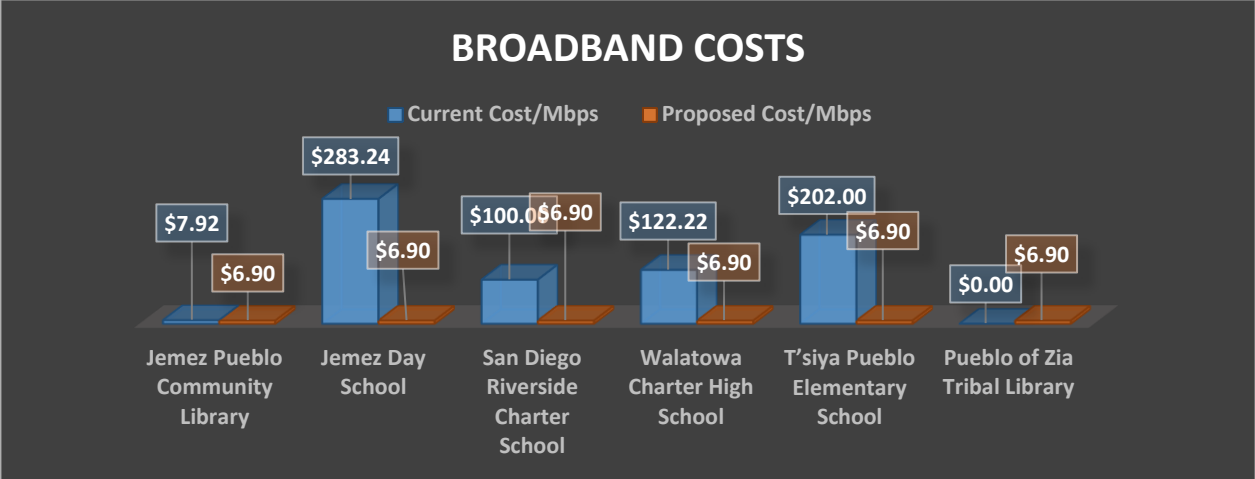 BROADBAND COSTS
Current Cost/Mbps Proposed Cost/Mbps
$7.92
$6.90
$283.24
$6.90
$100.00
$6.90
$122.22
$6.90
$202.00
$6.90
$0.00
$6.90
Jemez Pueblo
Community
Library
Jemez Day
School
San Diego
Riverside
Charter
School
Walatowa
Charter High
School
T'siya Pueblo
Elementary
School
Pueblo of Zia
Tribal Library